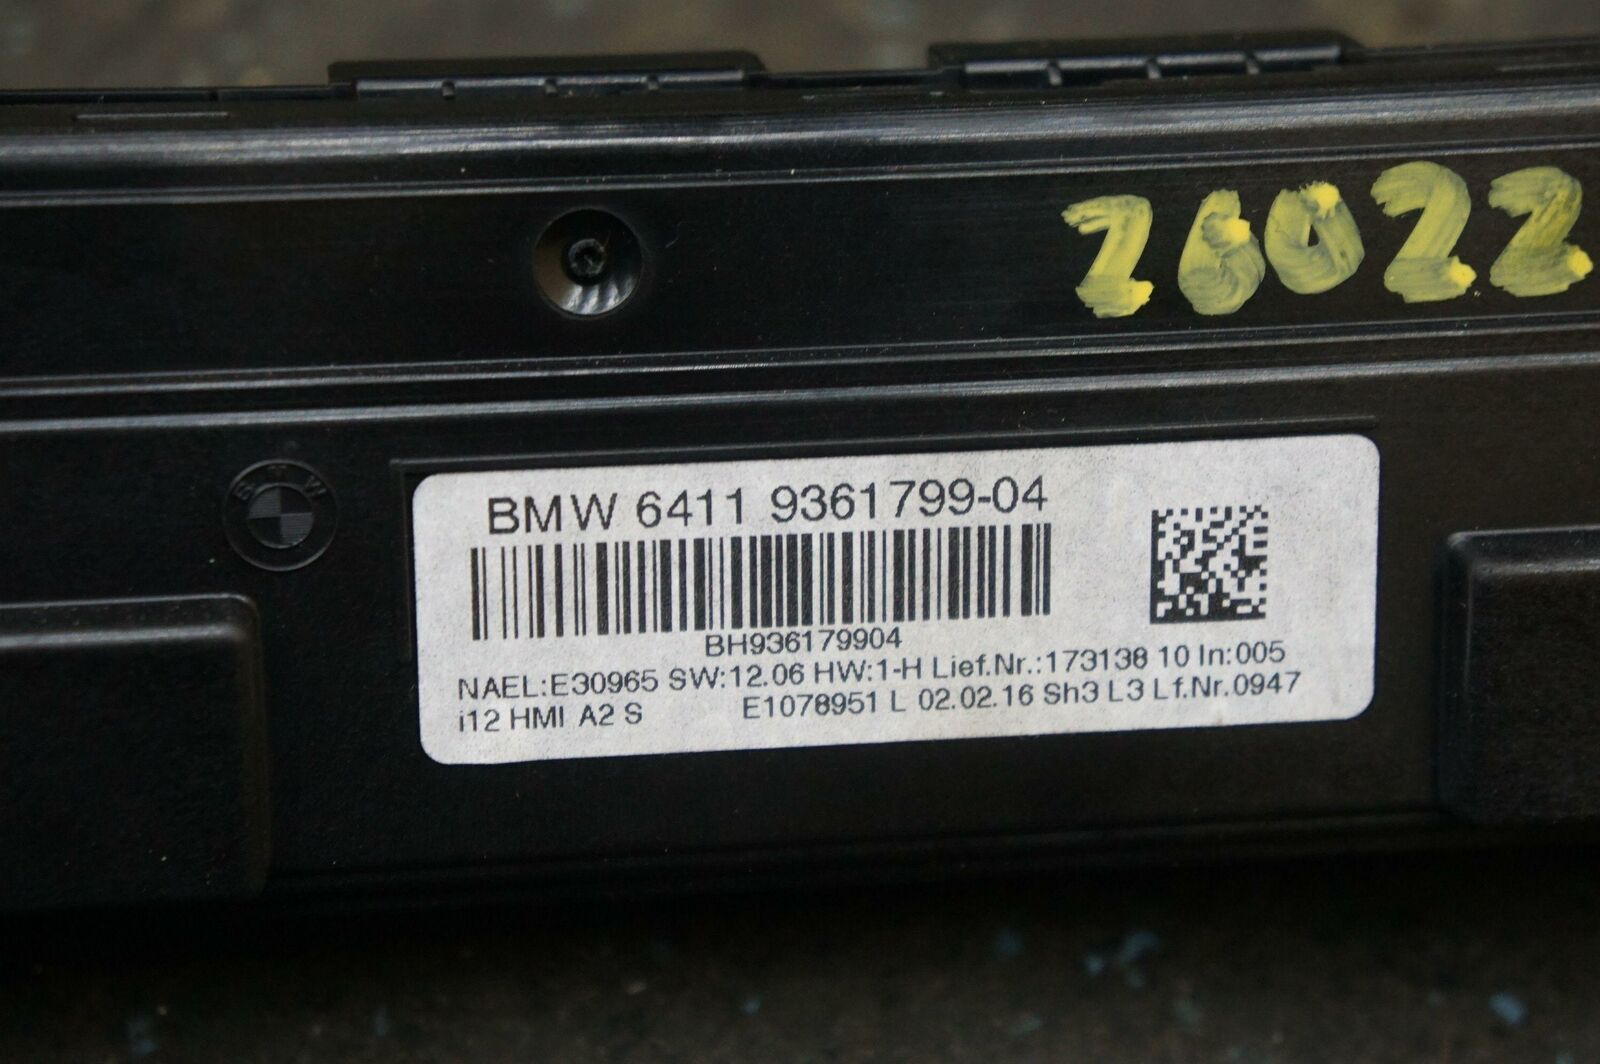 26022
BMW
BMW 6411 9361799-04
BH936179904
NAEL:E30965 SW:12.06 HW:1-H Lief.Nr.:173138 10 In:005
i12 HMI A2 S E1078951 L 02.02.16 Sh3 L3 Lf.Nr.0947